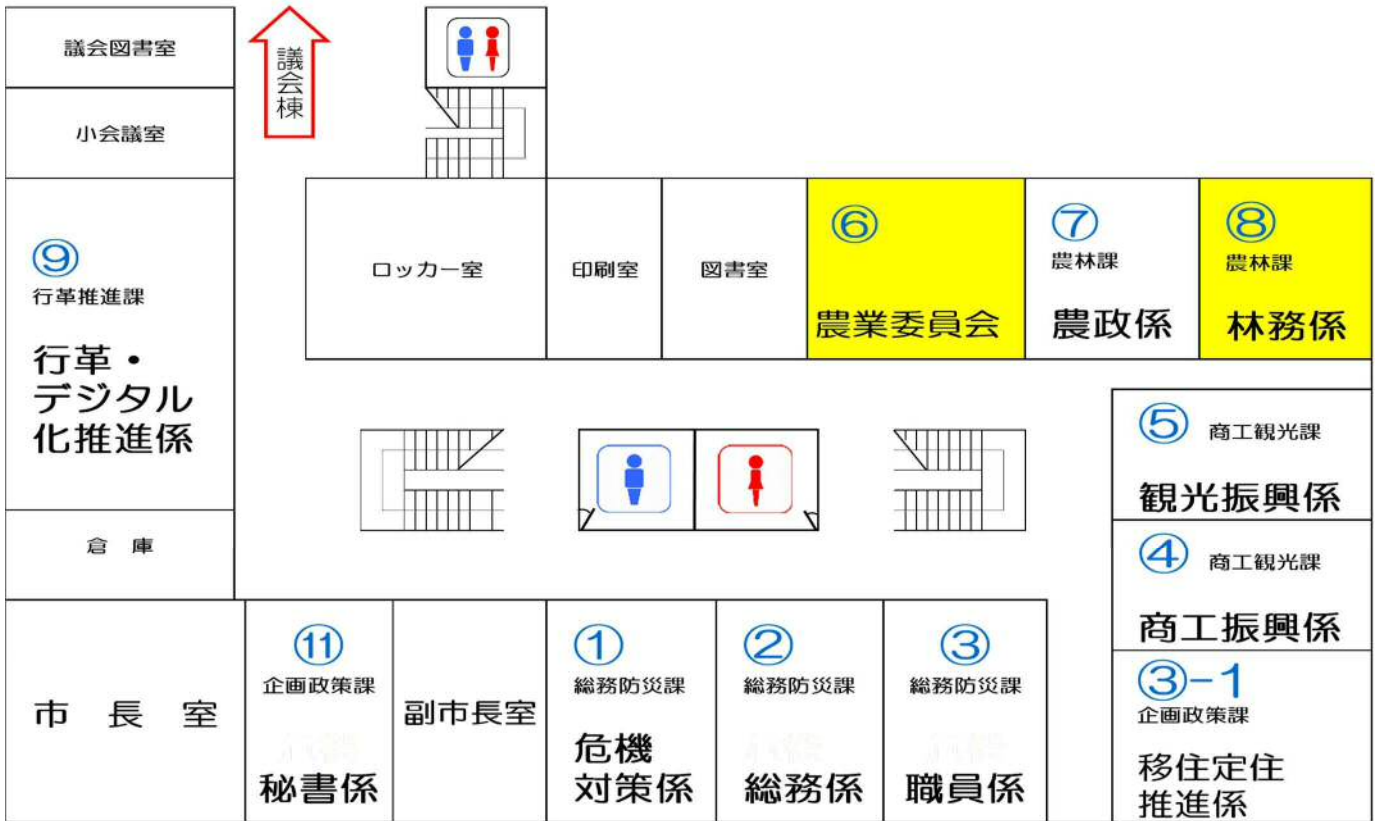 議会図書室
議会棟
小会議室
⑨
行革推進課
行革・
デジタル
化推進係
ロッカー室
印刷室
図書室
⑥
農業委員会
⑦
農林課
農政係
⑧
農林課
林務係
⑤ 商工観光課
観光振興係
④ 商工観光課
商工振興係
③-1
企画政策課
移住定住
推進係
倉 庫
市 長 室
⑪
企画政策課
秘書係
副市長室
①
総務防災課
危機
対策係
②
総務防災課
総務係
③
総務防災課
職員係